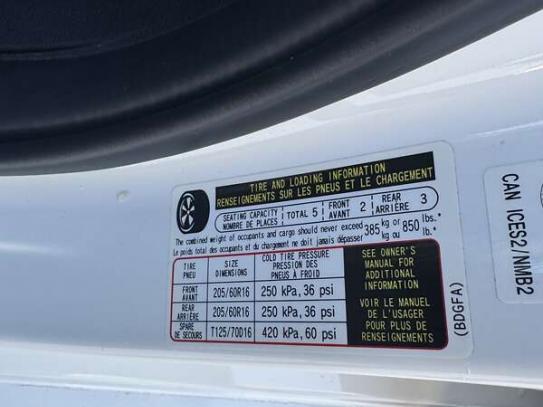 TIRE AND LOADING INFORMATION
RENSEIGNEMENTS SUR LES PNEUS ET LE CHARGEMENT
SEATING CAPACITY TOTAL 5 FRONT 2 REAR 3
NOMBRE DE PLACES AVANT ARRIÈRE
The combined weight of occupants and cargo should never exceed 385 kg or 850 lbs.
Le poids total des occupants et du chargement ne doit jamais dépasser kg ou lb.
TIRE SIZE COLD TIRE PRESSURE
PNEU DIMENSIONS PRESSION DES
PNEUS À FROID
FRONT
AVANT 205/60R16 250 kPa, 36 psi
REAR
ARRIÈRE 205/60R16 250 kPa, 36 psi
SPARE
DE SECOURS T125/70D16 420 kPa, 60 psi
SEE OWNER'S
MANUAL FOR
ADDITIONAL
INFORMATION
VOIR LE MANUEL
DE L'USAGER
POUR PLUS DE
RENSEIGNEMENTS
(BDGFA)
CAN ICES2/NMB2